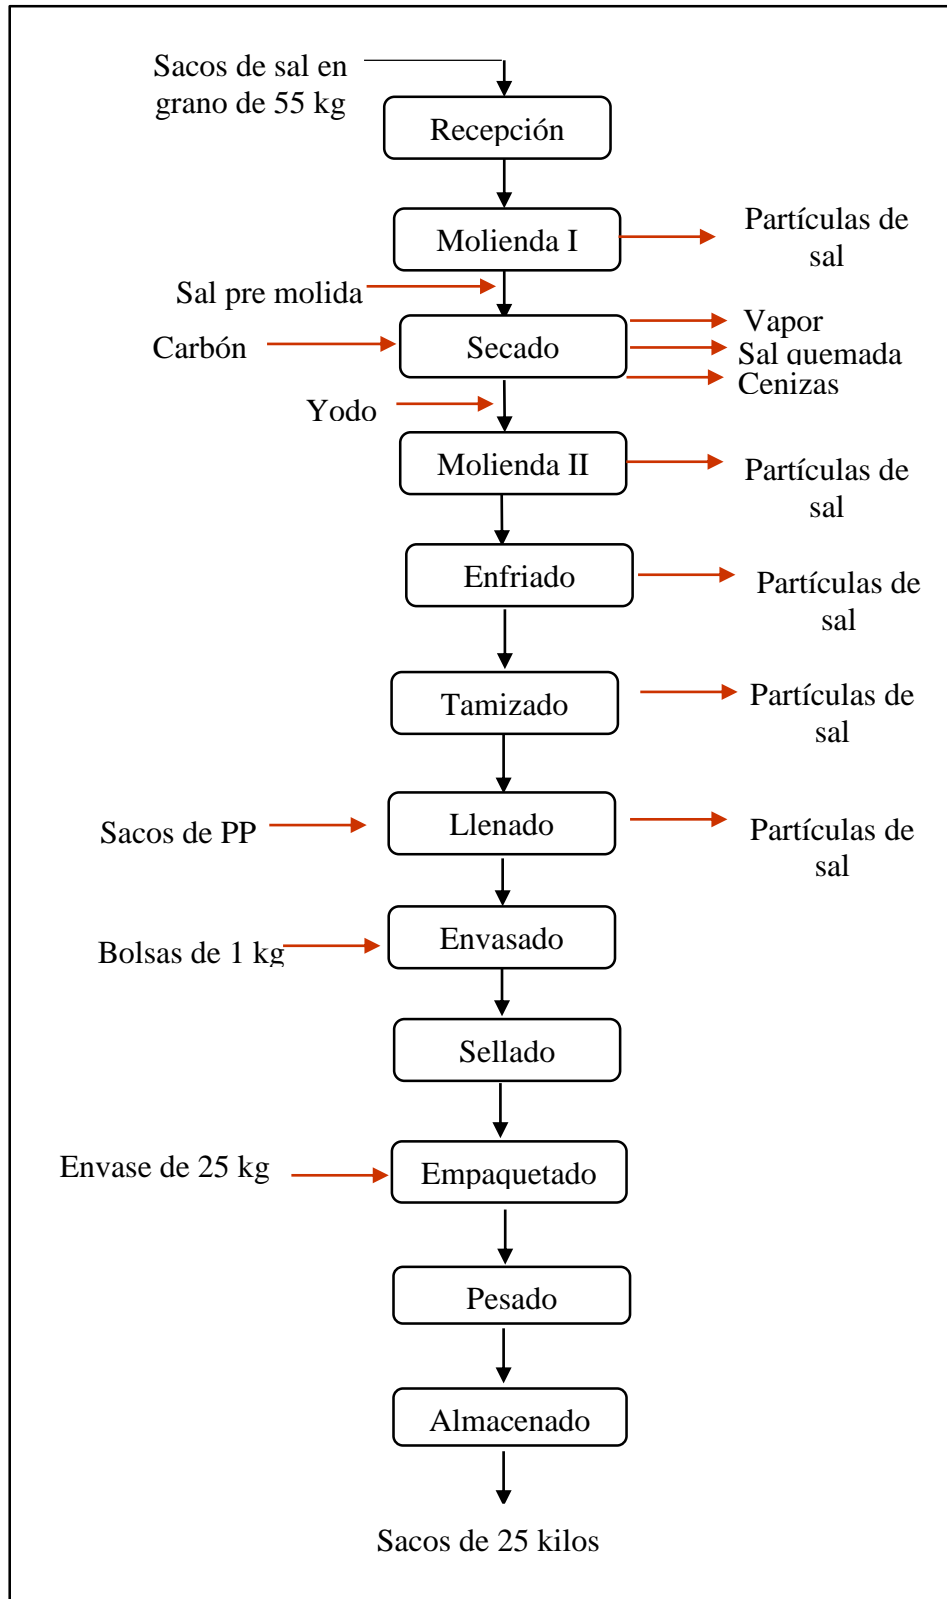 Sacos de sal en
grano de 55 kg
Recepción
Molienda I
Partículas de
sal
Sal pre molida
Carbón
Secado
Vapor
Sal quemada
Cenizas
Yodo
Molienda II
Partículas de
sal
Enfriado
Partículas de
sal
Tamizado
Partículas de
sal
Sacos de PP
Llenado
Partículas de
sal
Bolsas de 1 kg
Envasado
Sellado
Envase de 25 kg
Empaquetado
Pesado
Almacenado
Sacos de 25 kilos